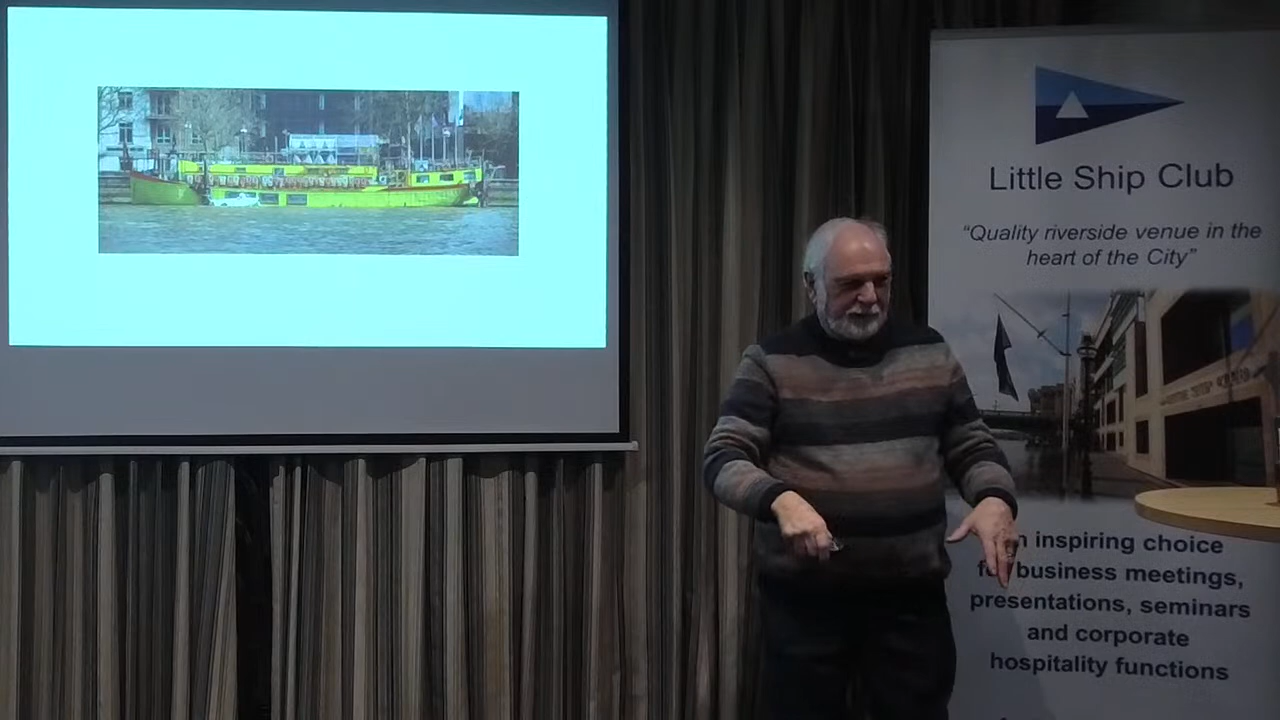 Little Ship Club
“Quality riverside venue in the
heart of the City”
inspiring choice
business meetings,
presentations, seminars
and corporate
hospitality functions